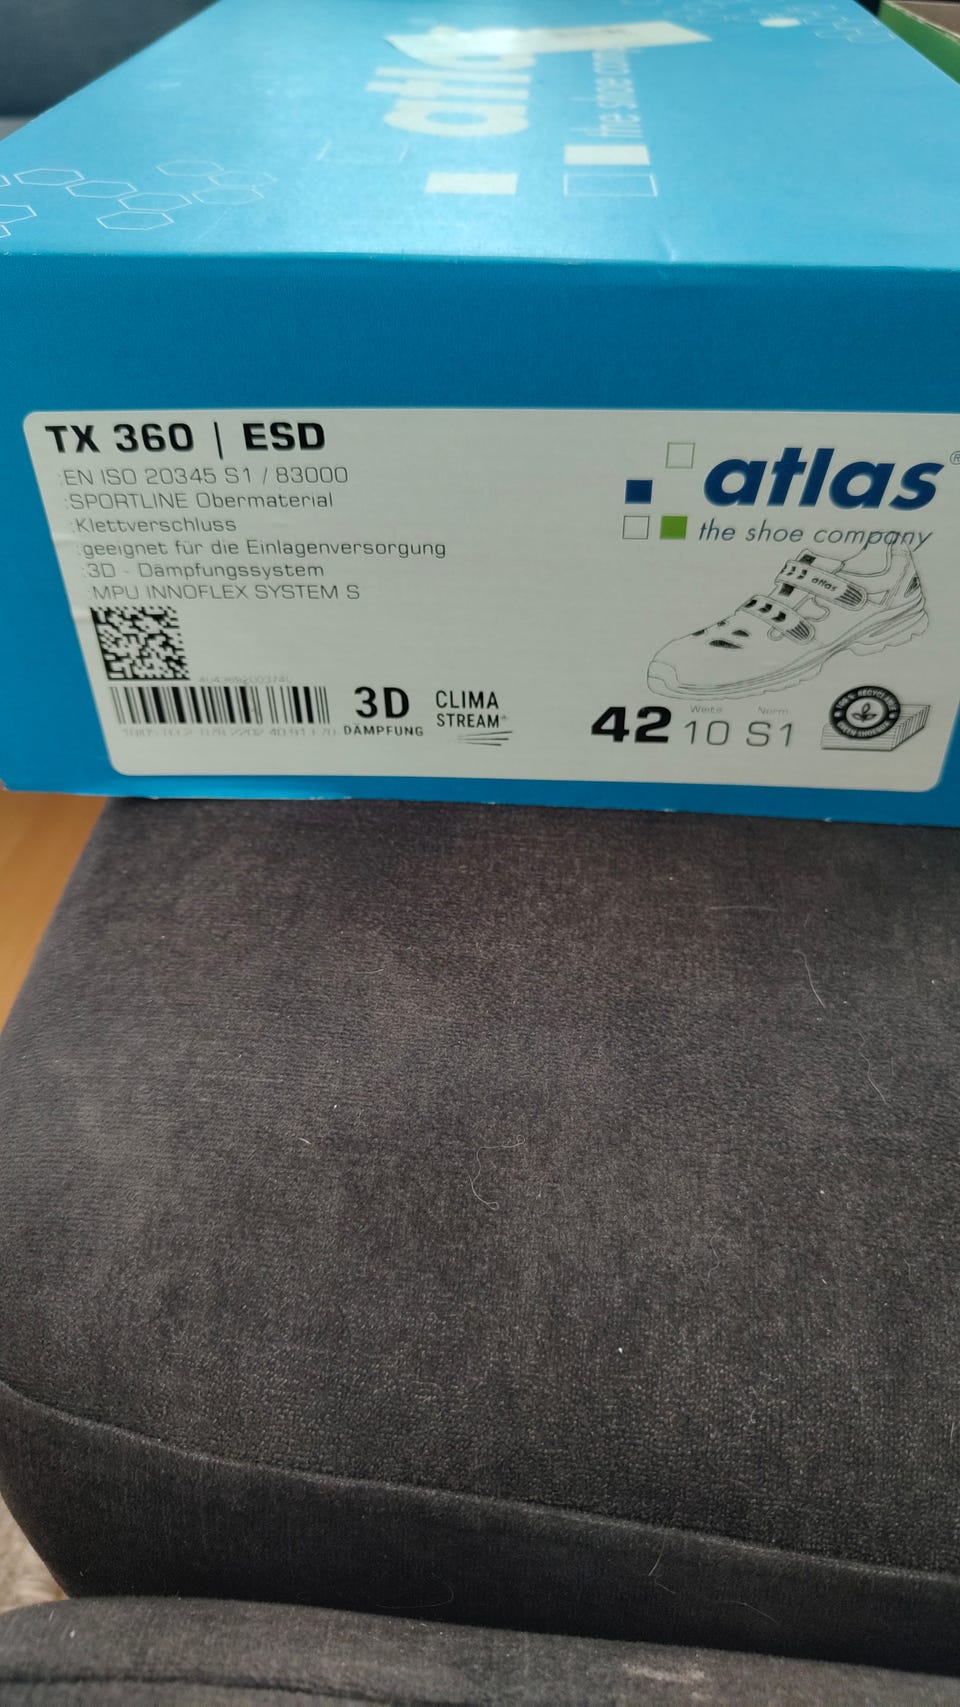 atlas
the shoe com
TX 360 | ESD
:EN ISO 20345 S1 / 83000
:SPORTLINE Obermaterial
:Klettverschluss
:geeignet für die Einlagenversorgung
:3D - Dämpfungssystem
:MPU INNOFLEX SYSTEM S
3D
DÄMPFUNG
CLIMA
STREAM®
atlas®
the shoe company
atlas
Weite Norm
42 10 S1